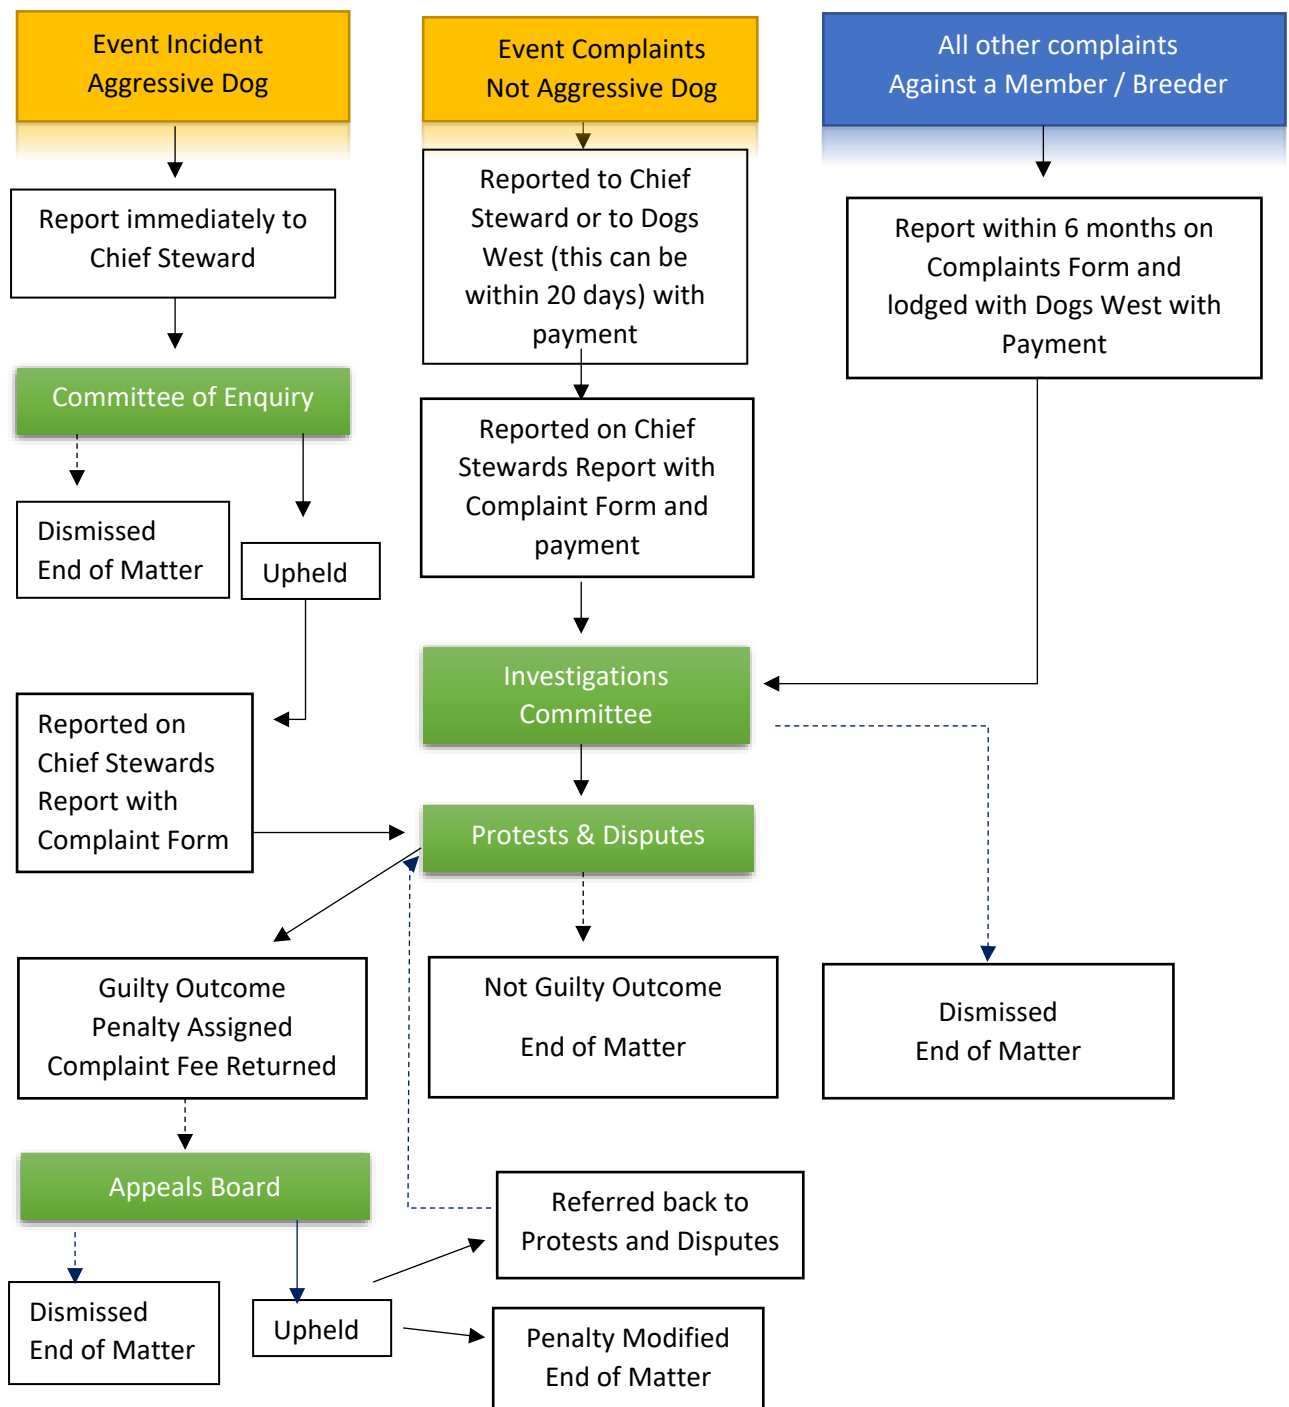 Event Incident
Aggressive Dog
Event Complaints
Not Aggressive Dog
All other complaints
Against a Member / Breeder
Report immediately to
Chief Steward
Reported to Chief
Steward or to Dogs
West (this can be
within 20 days) with
payment
Report within 6 months on
Complaints Form and
lodged with Dogs West with
Payment
Committee of Enquiry
Reported on Chief
Stewards Report with
Complaint Form and
payment
Dismissed
End of Matter
Upheld
Investigations
Committee
Reported on
Chief Stewards
Report with
Complaint Form
Protests & Disputes
Guilty Outcome
Penalty Assigned
Complaint Fee Returned
Not Guilty Outcome
End of Matter
Dismissed
End of Matter
Appeals Board
Referred back to
Protests and Disputes
Dismissed
End of Matter
Upheld
Penalty Modified
End of Matter